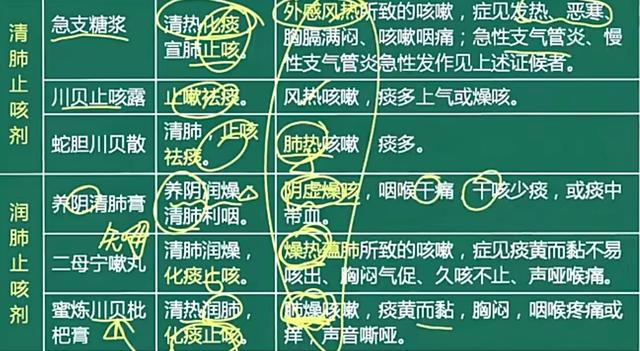 清肺止咳剂
急支糖浆
清热化痰
宣肺止咳。
外感风热所致的咳嗽，症见发热、恶寒、
胸膈满闷、咳嗽咽痛；急性支气管炎、慢
性支气管炎急性发作见上述证候者。
川贝止咳露
止嗽祛痰。
风热咳嗽，痰多上气或燥咳。
蛇胆川贝散
清肺，止咳
祛痰。
肺热咳嗽 痰多。
润肺止咳剂
养阴清肺膏
养阴润燥，
清肺利咽。
阴虚燥咳，咽喉干痛 干咳少痰，或痰中
带血。
二母宁嗽丸
清肺润燥，
化痰止咳。
燥热蕴肺所致的咳嗽，症见痰黄而黏不易
咳出、胸闷气促、久咳不止、声哑喉痛。
蜜炼川贝枇
杷膏
清热润肺，
化痰止咳。
肺燥咳嗽，痰黄而黏，胸闷，咽喉疼痛或
痒，声音嘶哑。